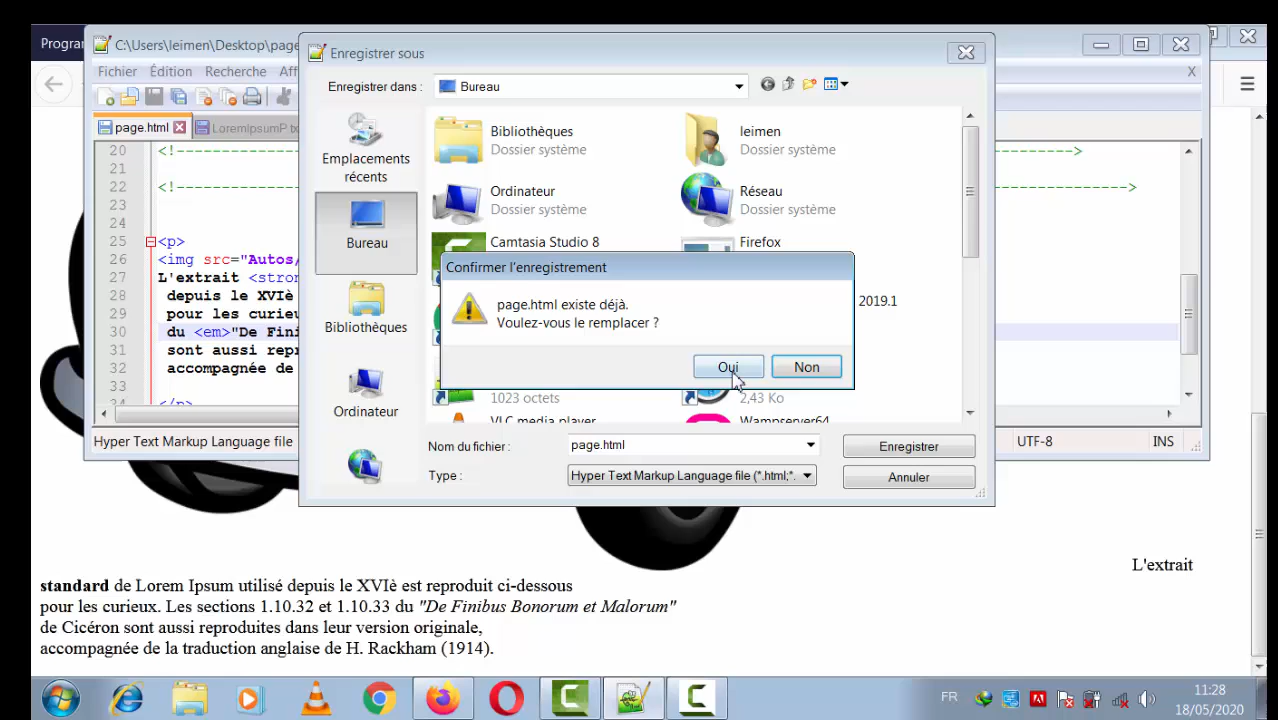 Progra
C:\Users\leimen\Desktop\pag
Enregistrer sous
Fichier Édition Recherche Aff
X
Enregistrer dans : Bureau
page.html
LoremIpsumP.tx
Emplacements
récents
Bureau
Bibliothèques
Ordinateur
Bibliothèques
Dossier système
leimen
Dossier système
Ordinateur
Dossier système
Réseau
Dossier système
Camtasia Studio 8
Firefox
2019.1
1023 octets
2,43 Ko
VLC media player
Wampserver64
20 <!----------------------------------------------------------->
21
22 <!----------------------------------------------------------->
23
24
25 <p>
26 <img src="Autos/
27 L'extrait <stron
28 depuis le XVIè
29 pour les curieu
30 du <em>"De Fini
31 sont aussi repr
32 accompagnée de
33
34 </p>
Confirmer l'enregistrement
page.html existe déjà.
Voulez-vous le remplacer ?
Oui Non
Nom du fichier : page.html Enregistrer
Type : Hyper Text Markup Language file (*.html;*. Annuler
Hyper Text Markup Language file UTF-8 INS
L'extrait
standard de Lorem Ipsum utilisé depuis le XVIè est reproduit ci-dessous
pour les curieux. Les sections 1.10.32 et 1.10.33 du "De Finibus Bonorum et Malorum"
de Cicéron sont aussi reproduites dans leur version originale,
accompagnée de la traduction anglaise de H. Rackham (1914).
FR
11:28
18/05/2020